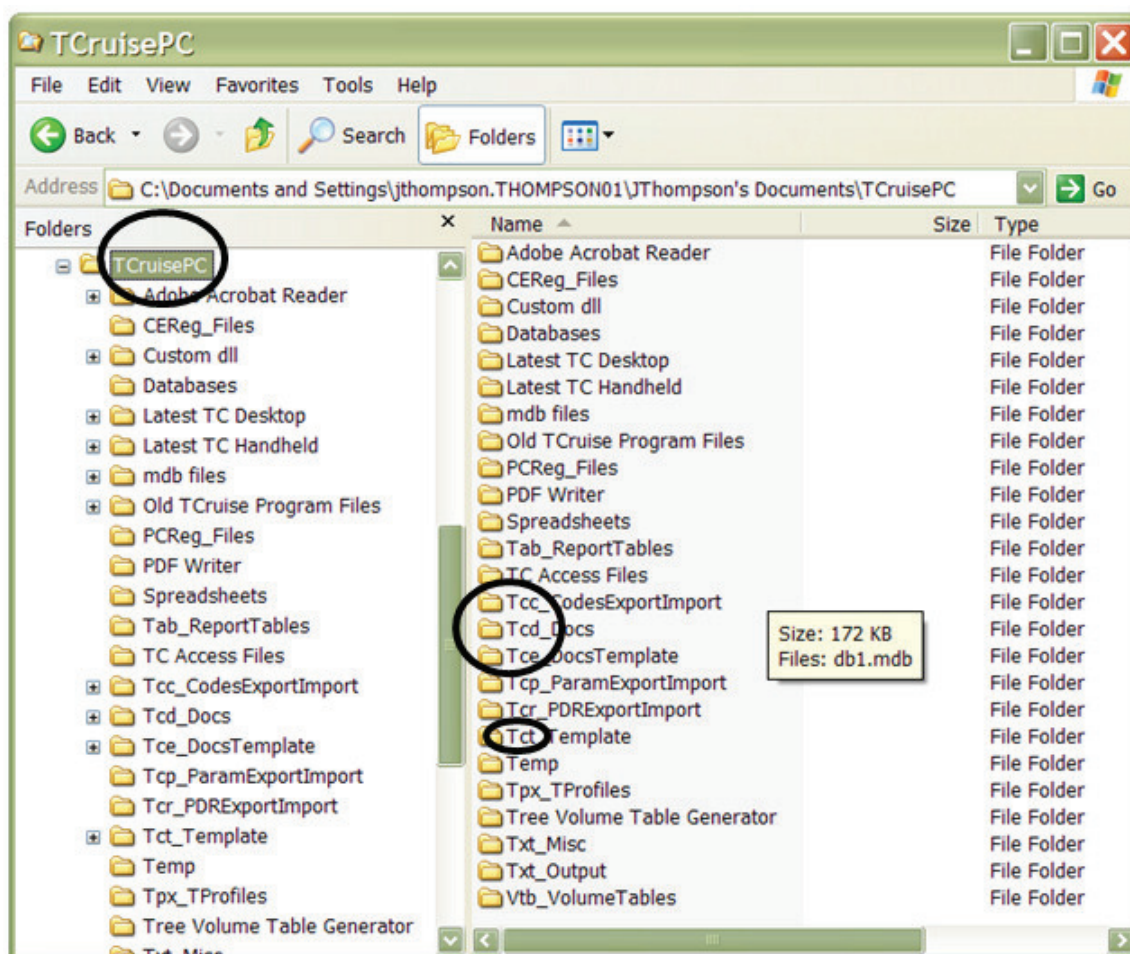 TCruisePC
File Edit View Favorites Tools Help
Back Search Folders
Address C:\Documents and Settings\jthompson.THOMPSON01\JThompson's Documents\TCruisePC Go
Folders
TCruisePC
Adobe Acrobat Reader
CEReg_Files
Custom dll
Databases
Latest TC Desktop
Latest TC Handheld
mdb files
Old TCruise Program Files
PCReg_Files
PDF Writer
Spreadsheets
Tab_ReportTables
TC Access Files
Tcc_CodesExportImport
Tcd_Docs
Tce_DocsTemplate
Tcp_ParamExportImport
Tcr_PDRExportImport
Tct_Template
Temp
Tpx_TProfiles
Tree Volume Table Generator
Txt_Misc
Name Size Type
Adobe Acrobat Reader File Folder
CEReg_Files File Folder
Custom dll File Folder
Databases File Folder
Latest TC Desktop File Folder
Latest TC Handheld File Folder
mdb files File Folder
Old TCruise Program Files File Folder
PCReg_Files File Folder
PDF Writer File Folder
Spreadsheets File Folder
Tab_ReportTables File Folder
TC Access Files File Folder
Tcc_CodesExportImport File Folder
Tcd_Docs File Folder
Tce_DocsTemplate File Folder
Tcp_ParamExportImport File Folder
Tcr_PDRExportImport File Folder
Tct_Template File Folder
Temp File Folder
Tpx_TProfiles File Folder
Tree Volume Table Generator File Folder
Txt_Misc File Folder
Txt_Output File Folder
Vtb_VolumeTables File Folder
Size: 172 KB
Files: db1.mdb